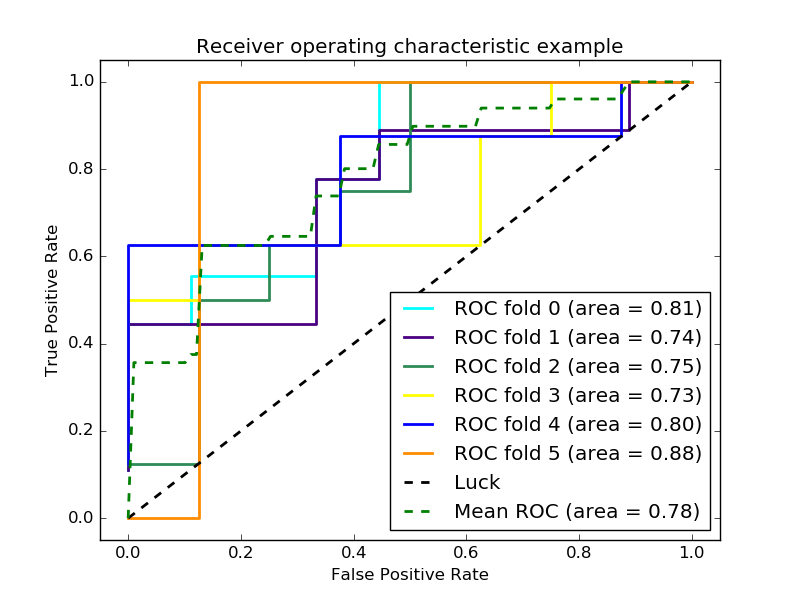 Receiver operating characteristic example
True Positive Rate
1.0
0.8
0.6
0.4
0.2
0.0
ROC fold 0 (area = 0.81)
ROC fold 1 (area = 0.74)
ROC fold 2 (area = 0.75)
ROC fold 3 (area = 0.73)
ROC fold 4 (area = 0.80)
ROC fold 5 (area = 0.88)
Luck
Mean ROC (area = 0.78)
0.0 0.2 0.4 0.6 0.8 1.0
False Positive Rate